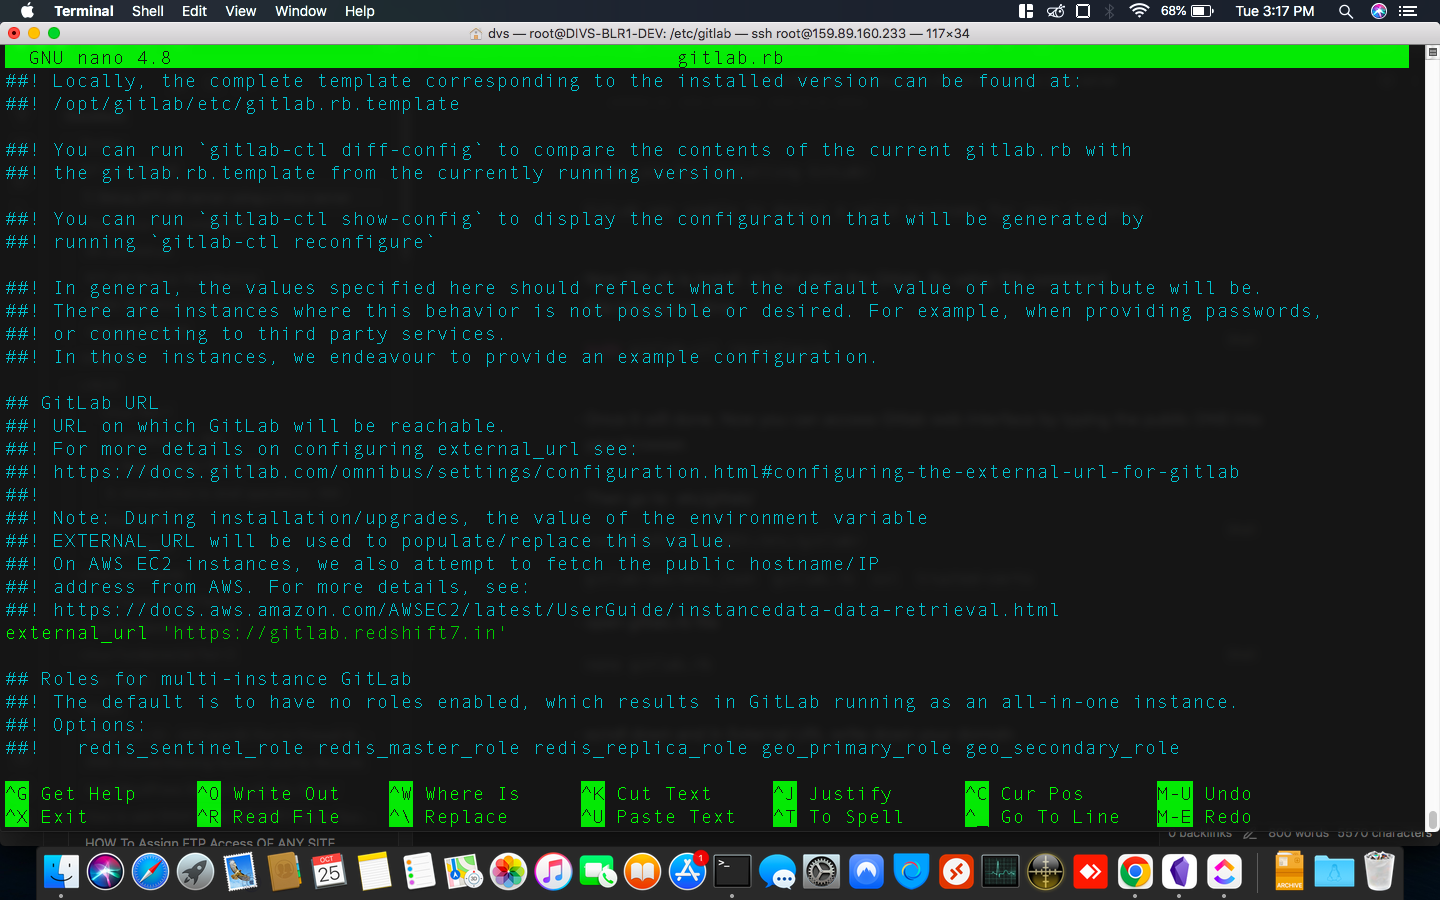 Terminal Shell Edit View Window Help 68% Tue 3:17 PM
dvs — root@DIVS-BLR1-DEV: /etc/gitlab — ssh root@159.89.160.233 — 117×34
GNU nano 4.8 gitlab.rb
##! Locally, the complete template corresponding to the installed version can be found at:
##! /opt/gitlab/etc/gitlab.rb.template
##! You can run `gitlab-ctl diff-config` to compare the contents of the current gitlab.rb with
##! the gitlab.rb.template from the currently running version.
##! You can run `gitlab-ctl show-config` to display the configuration that will be generated by
##! running `gitlab-ctl reconfigure`
##! In general, the values specified here should reflect what the default value of the attribute will be.
##! There are instances where this behavior is not possible or desired. For example, when providing passwords,
##! or connecting to third party services.
##! In those instances, we endeavour to provide an example configuration.
## GitLab URL
##! URL on which GitLab will be reachable.
##! For more details on configuring external_url see:
##! https://docs.gitlab.com/omnibus/settings/configuration.html#configuring-the-external-url-for-gitlab
##!
##! Note: During installation/upgrades, the value of the environment variable
##! EXTERNAL_URL will be used to populate/replace this value.
##! On AWS EC2 instances, we also attempt to fetch the public hostname/IP
##! address from AWS. For more details, see:
##! https://docs.aws.amazon.com/AWSEC2/latest/UserGuide/instancedata-data-retrieval.html
external_url 'https://gitlab.redshift7.in'
## Roles for multi-instance GitLab
##! The default is to have no roles enabled, which results in GitLab running as an all-in-one instance.
##! Options:
##!   redis_sentinel_role redis_master_role redis_replica_role geo_primary_role geo_secondary_role
^G Get Help ^O Write Out ^W Where Is ^K Cut Text ^J Justify ^C Cur Pos M-U Undo
^X Exit ^R Read File ^\ Replace ^U Paste Text ^T To Spell ^_ Go To Line M-E Redo
0 backlinks 800 words 5570 characters
HOW To Assign FTP Access OF ANY SITE
OCT
25
1
ARCHIVE